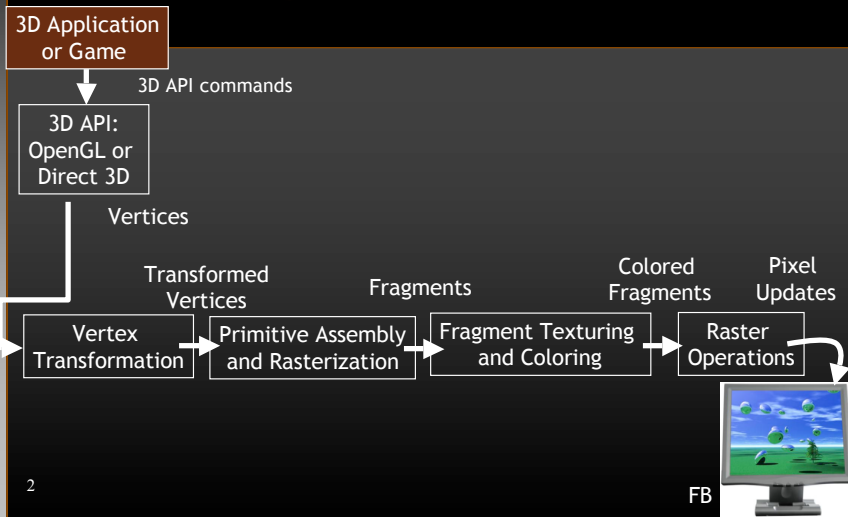 3D Application
or Game
3D API commands
3D API:
OpenGL or
Direct 3D
Vertices
Transformed
Vertices
Fragments
Colored
Fragments
Pixel
Updates
Vertex
Transformation
Primitive Assembly
and Rasterization
Fragment Texturing
and Coloring
Raster
Operations
2
FB